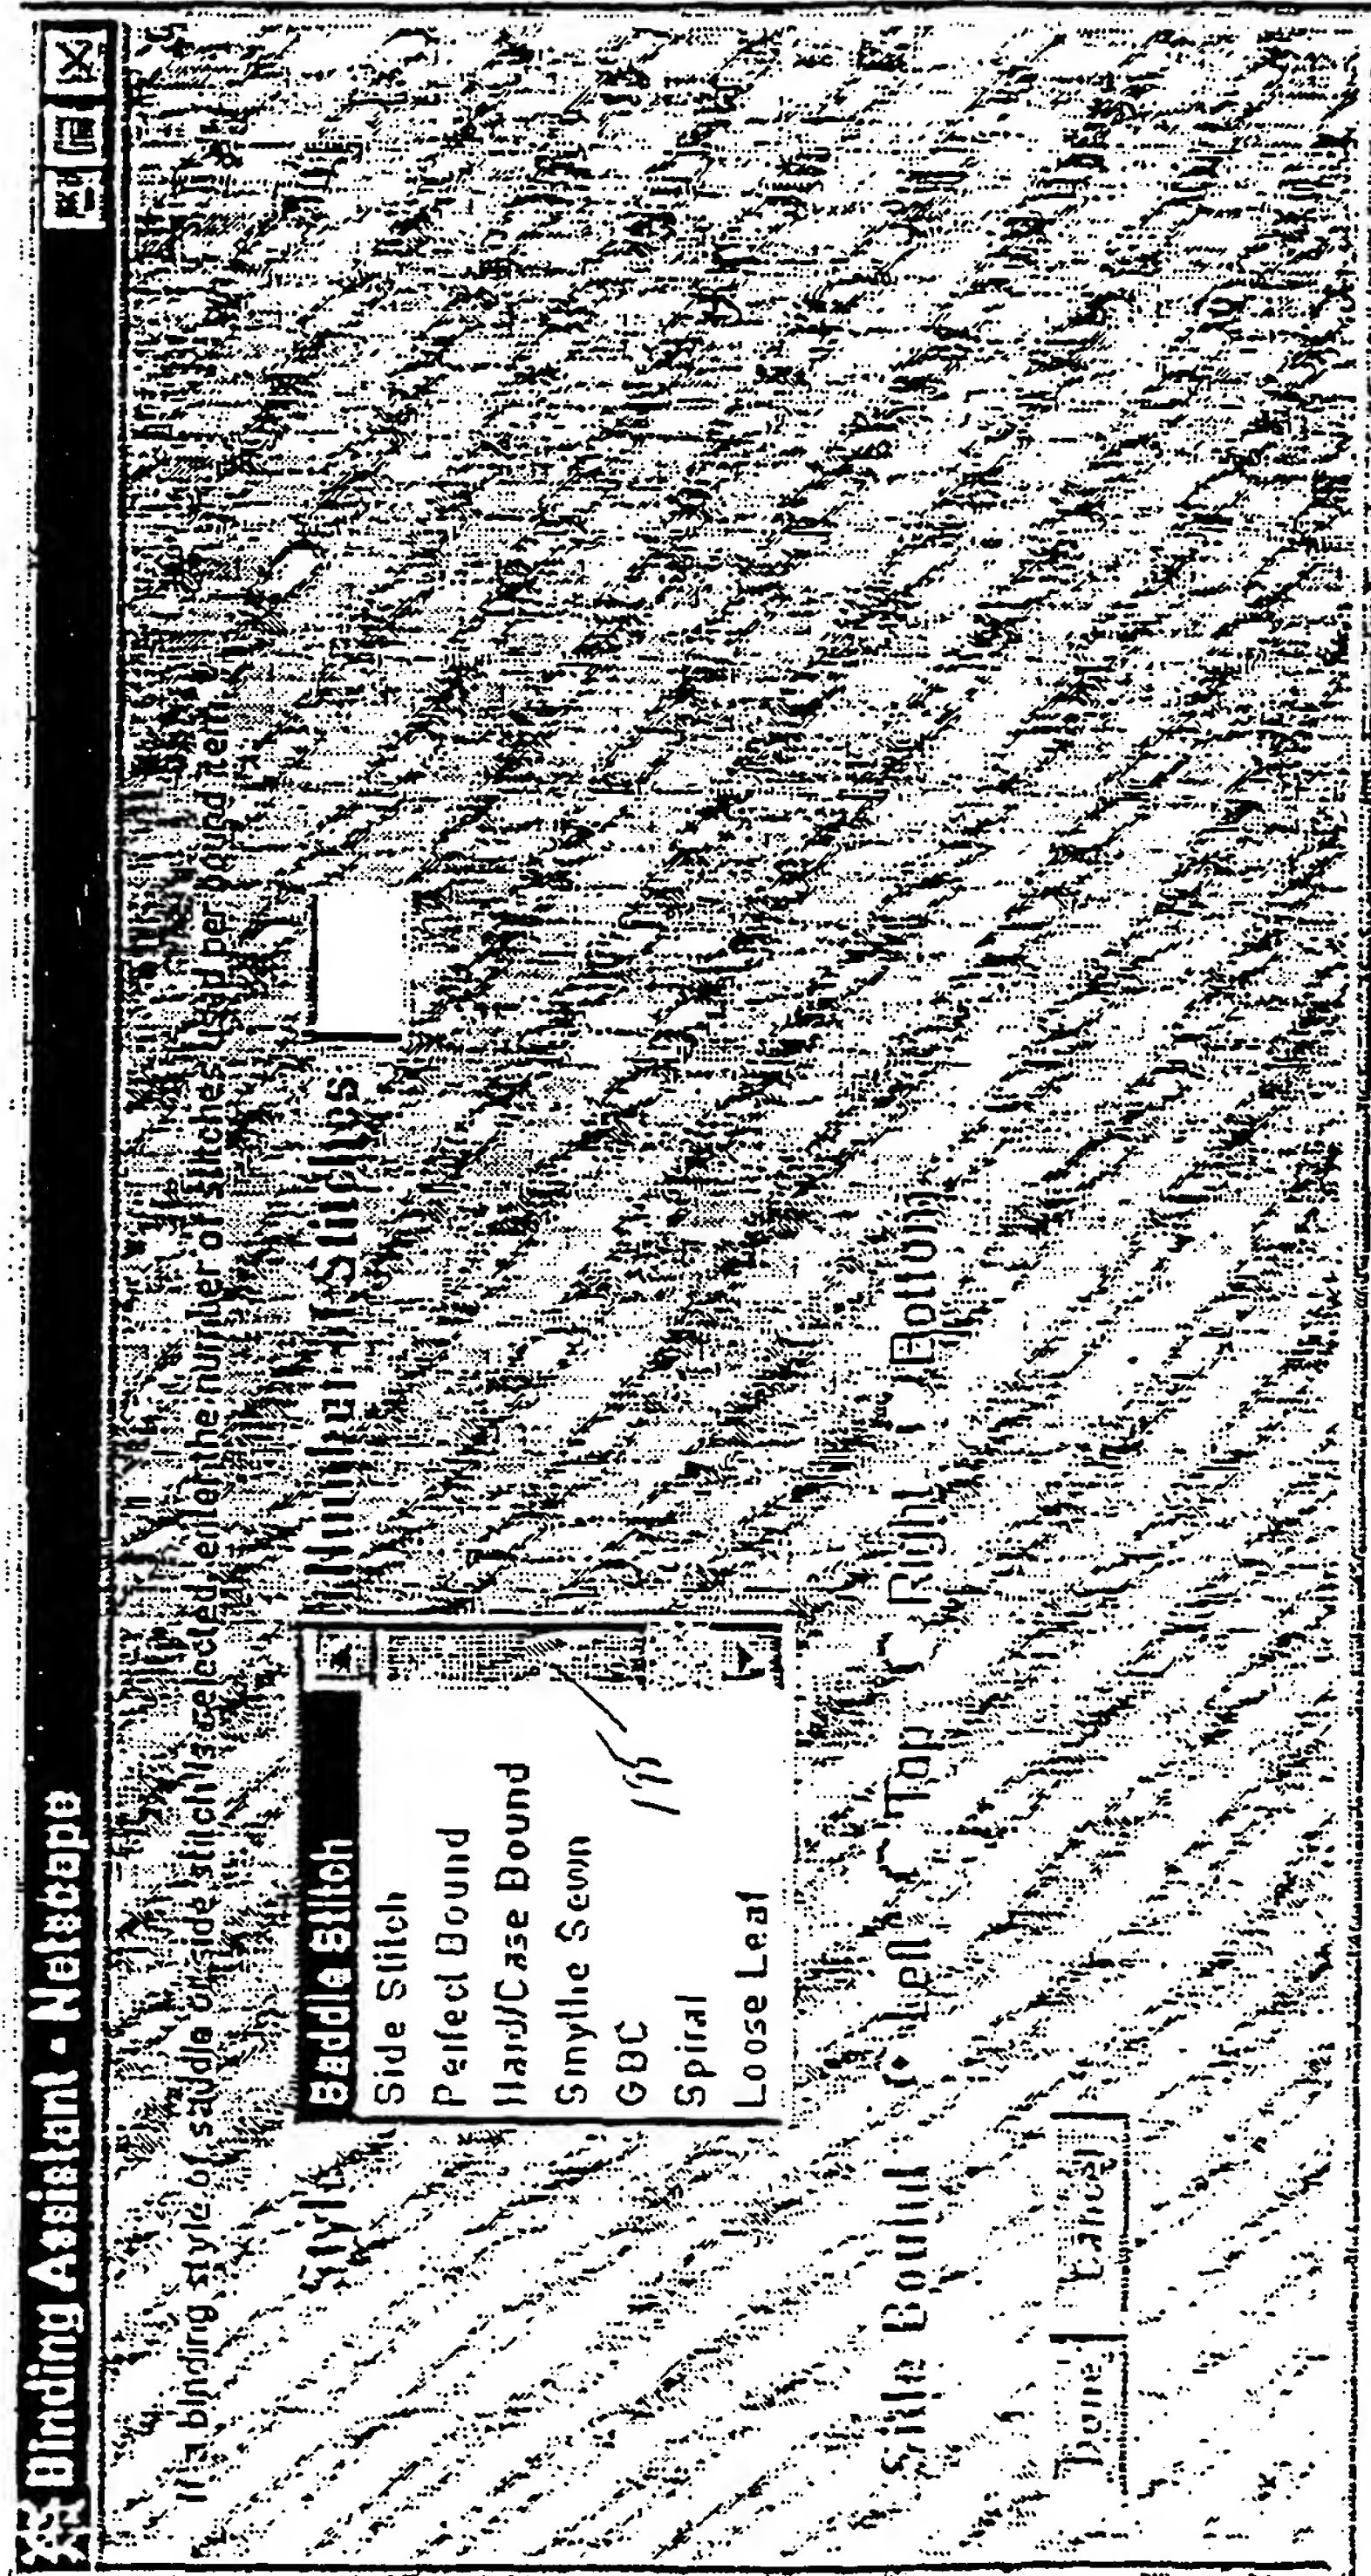 Binding Assistant - Netscape
If a binding style of saddle or side stitch is selected, enter the number of stitches used per bound item.
Style
Saddle Stitch
Side Stitch
Perfect Bound
Hard/Case Bound
Smythe Sewn
GBC
Spiral
Loose Leaf
Number of Stitches
Side Bound Left Top Right Bottom
Done Cancel